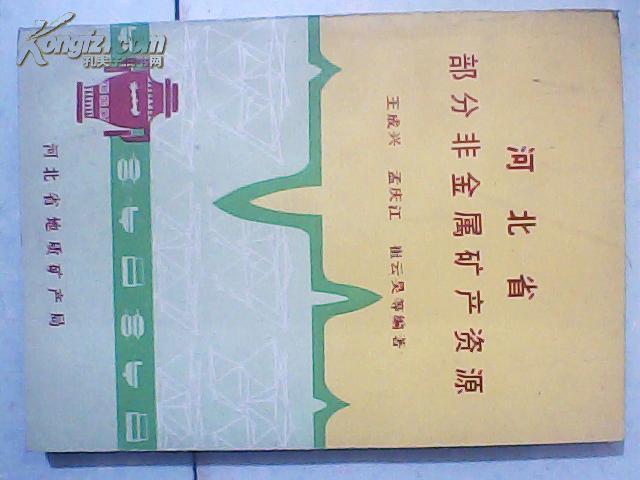 河北省
部分非金属矿产资源
王成兴 孟庆江 崔云昊等编著
河北省地质矿产局
Kongfz.com
孔夫子旧书网